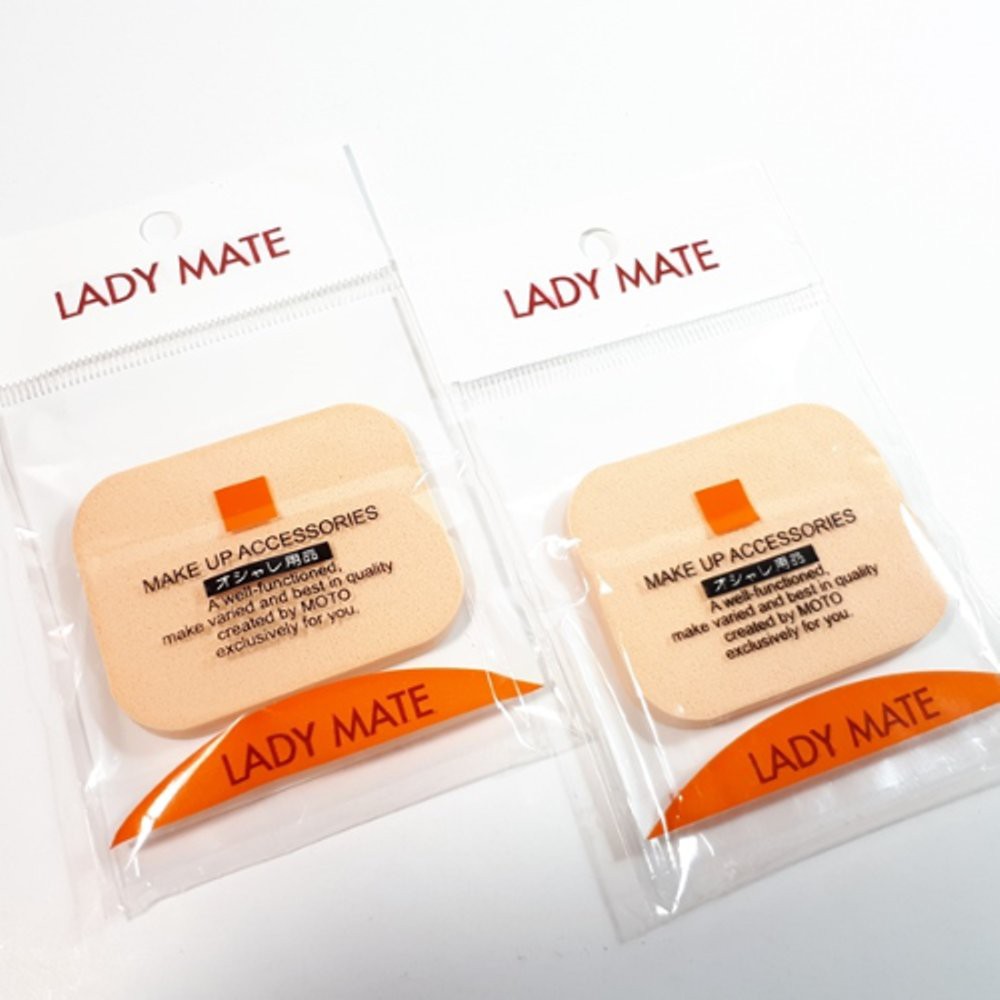 LADY MATE
MAKE UP ACCESSORIES
オシャレ用品
A well-functioned,
make varied and best in quality
created by MOTO
exclusively for you.
LADY MATE
LADY MATE
MAKE UP ACCESSORIES
オシャレ用品
A well-functioned,
make varied and best in quality
created by MOTO
exclusively for you.
LADY MATE